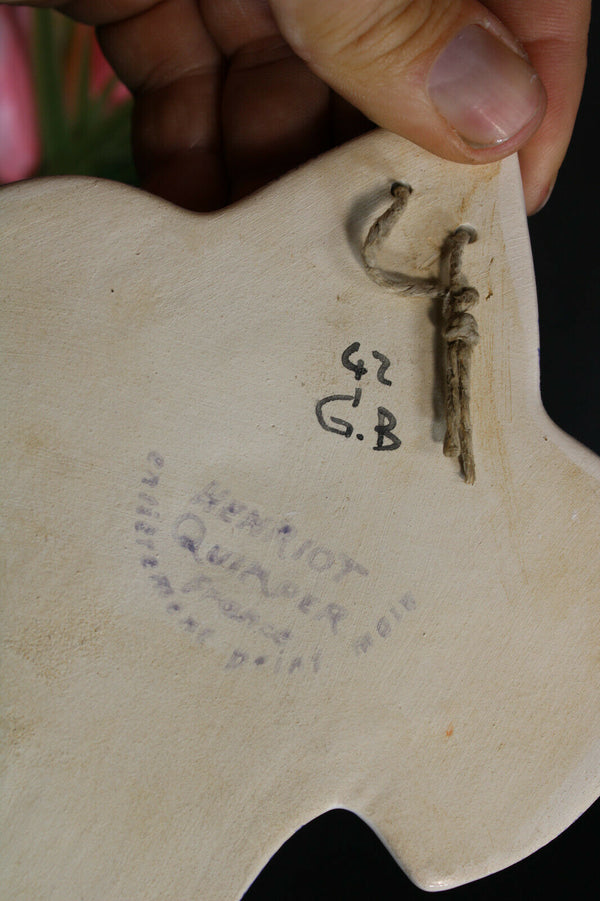 42
G.B
HENRIOT
QUIMPER
France
entièrement peint main